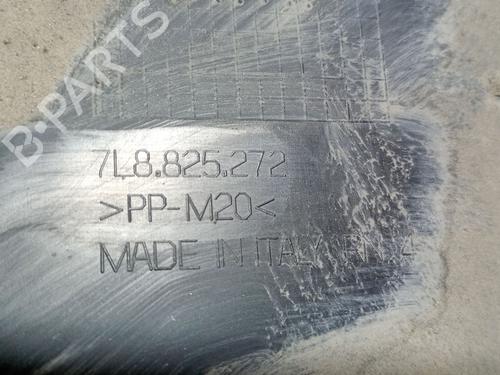 B-PARTS
7L8.825.272
>PP-M20<
MADE IN ITALY